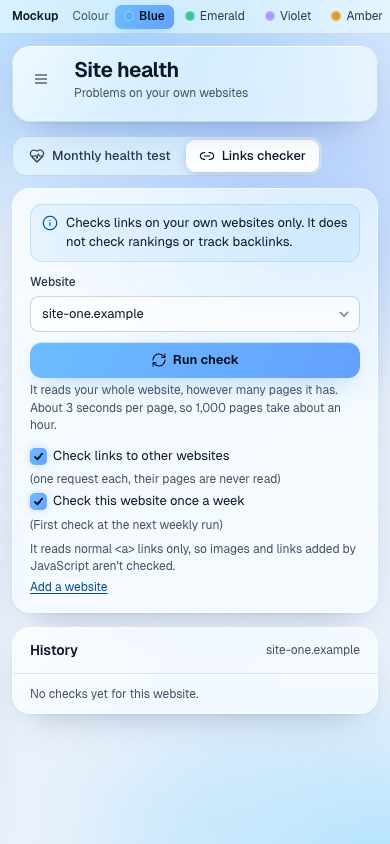 Mockup Colour Blue Emerald Violet Amber
Site health
Problems on your own websites
Monthly health test Links checker
Checks links on your own websites only. It does
not check rankings or track backlinks.
Website
site-one.example
Run check
It reads your whole website, however many pages it has.
About 3 seconds per page, so 1,000 pages take about an
hour.
Check links to other websites
(one request each, their pages are never read)
Check this website once a week
(First check at the next weekly run)
It reads normal <a> links only, so images and links added by
JavaScript aren't checked.
Add a website
History site-one.example
No checks yet for this website.